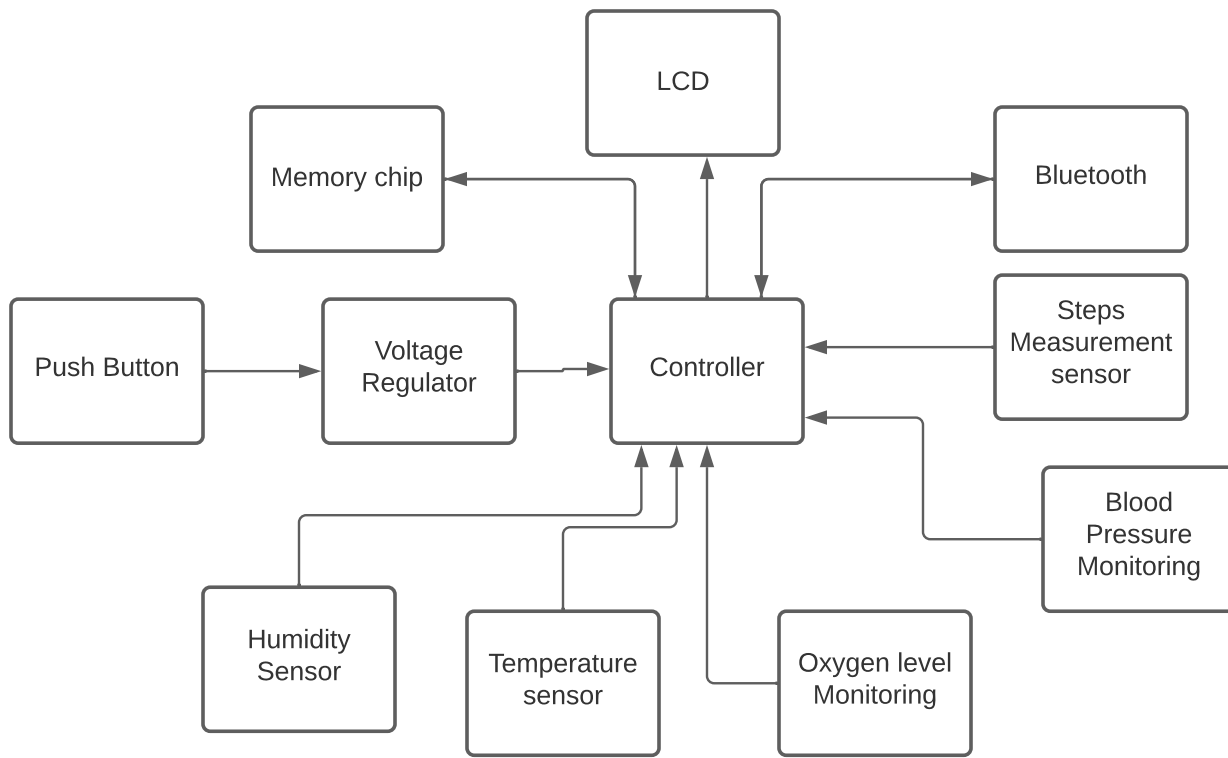 LCD
Memory chip
Bluetooth
Push Button
Voltage
Regulator
Controller
Steps
Measurement
sensor
Blood
Pressure
Monitoring
Humidity
Sensor
Temperature
sensor
Oxygen level
Monitoring